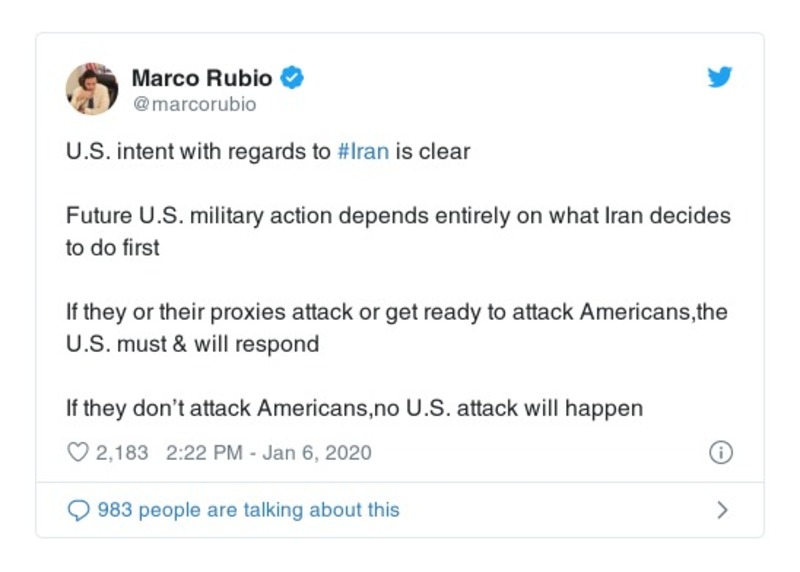 Marco Rubio
@marcorubio
U.S. intent with regards to #Iran is clear
Future U.S. military action depends entirely on what Iran decides
to do first
If they or their proxies attack or get ready to attack Americans,the
U.S. must & will respond
If they don’t attack Americans,no U.S. attack will happen
2,183 2:22 PM - Jan 6, 2020
983 people are talking about this